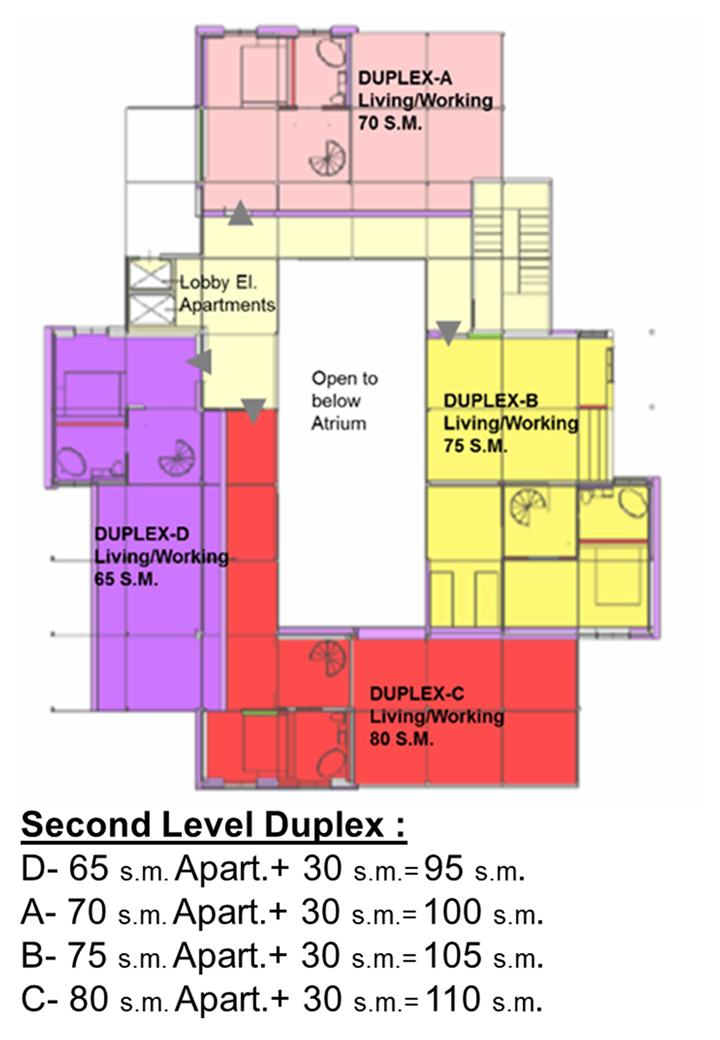 DUPLEX-A
Living/Working
70 S.M.
Lobby El.
Apartments
Open to
below
Atrium
DUPLEX-B
Living/Working
75 S.M.
DUPLEX-D
Living/Working
65 S.M.
DUPLEX-C
Living/Working
80 S.M.
Second Level Duplex :
D- 65 s.m. Apart.+ 30 s.m.= 95 s.m.
A- 70 s.m. Apart.+ 30 s.m.= 100 s.m.
B- 75 s.m. Apart.+ 30 s.m.= 105 s.m.
C- 80 s.m. Apart.+ 30 s.m.= 110 s.m.